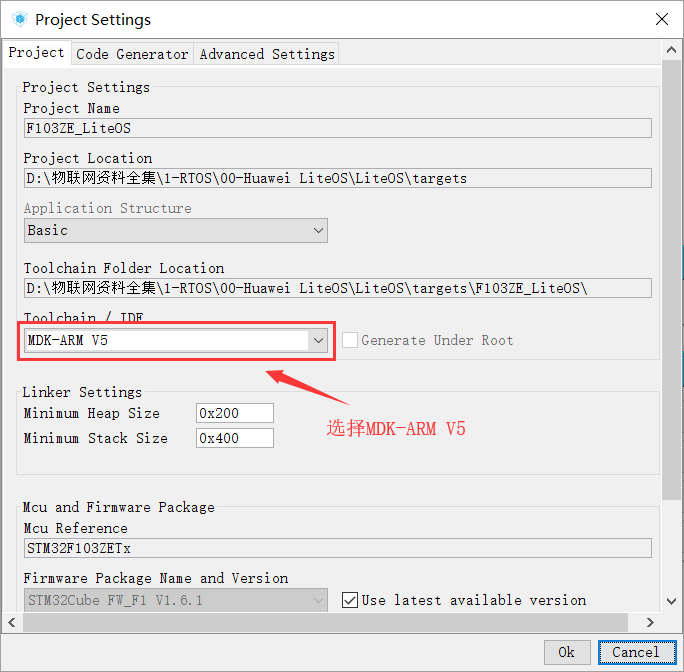 Project Settings
Project Code Generator Advanced Settings
Project Settings
Project Name
F103ZE_LiteOS
Project Location
D:\物联网资料全集\1-RTOS\00-Huawei LiteOS\LiteOS\targets
Application Structure
Basic
Toolchain Folder Location
D:\物联网资料全集\1-RTOS\00-Huawei LiteOS\LiteOS\targets\F103ZE_LiteOS\
Toolchain / IDE
MDK-ARM V5 Generate Under Root
Linker Settings
Minimum Heap Size 0x200
Minimum Stack Size 0x400
选择MDK-ARM V5
Mcu and Firmware Package
Mcu Reference
STM32F103ZETx
Firmware Package Name and Version
STM32Cube FW_F1 V1.6.1 Use latest available version
Ok Cancel